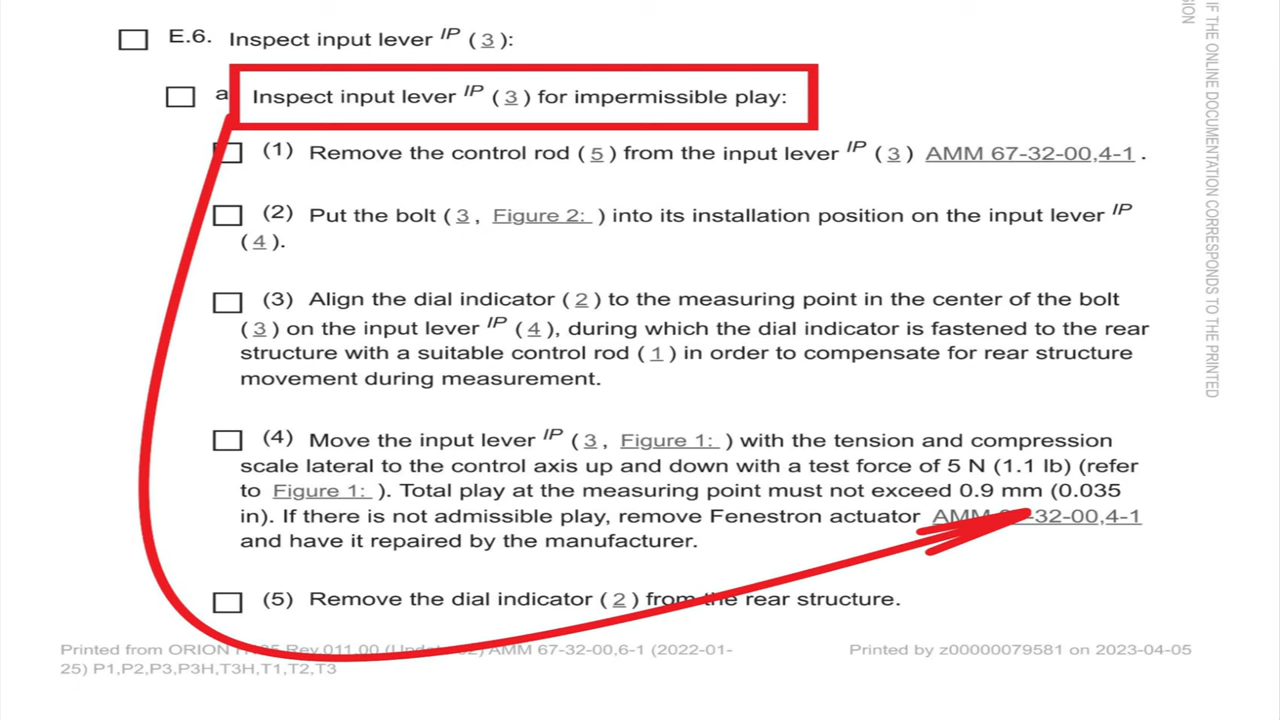 IF THE ONLINE DOCUMENTATION CORRESPONDS TO THE PRINTED
SION
E.6. Inspect input lever IP (3):
a Inspect input lever IP (3) for impermissible play:
(1) Remove the control rod (5) from the input lever IP (3) AMM 67-32-00,4-1 .
(2) Put the bolt (3, Figure 2: ) into its installation position on the input lever IP
(4).
(3) Align the dial indicator (2) to the measuring point in the center of the bolt
(3) on the input lever IP (4), during which the dial indicator is fastened to the rear
structure with a suitable control rod (1) in order to compensate for rear structure
movement during measurement.
(4) Move the input lever IP (3, Figure 1: ) with the tension and compression
scale lateral to the control axis up and down with a test force of 5 N (1.1 lb) (refer
to Figure 1: ). Total play at the measuring point must not exceed 0.9 mm (0.035
in). If there is not admissible play, remove Fenestron actuator AMM -32-00,4-1
and have it repaired by the manufacturer.
(5) Remove the dial indicator (2) from the rear structure.
Printed from ORION Rev.011.00 AMM 67-32-00,6-1 (2022-01-
25) P1,P2,P3,P3H,T3H,T1,T2,T3
Printed by z00000079581 on 2023-04-05